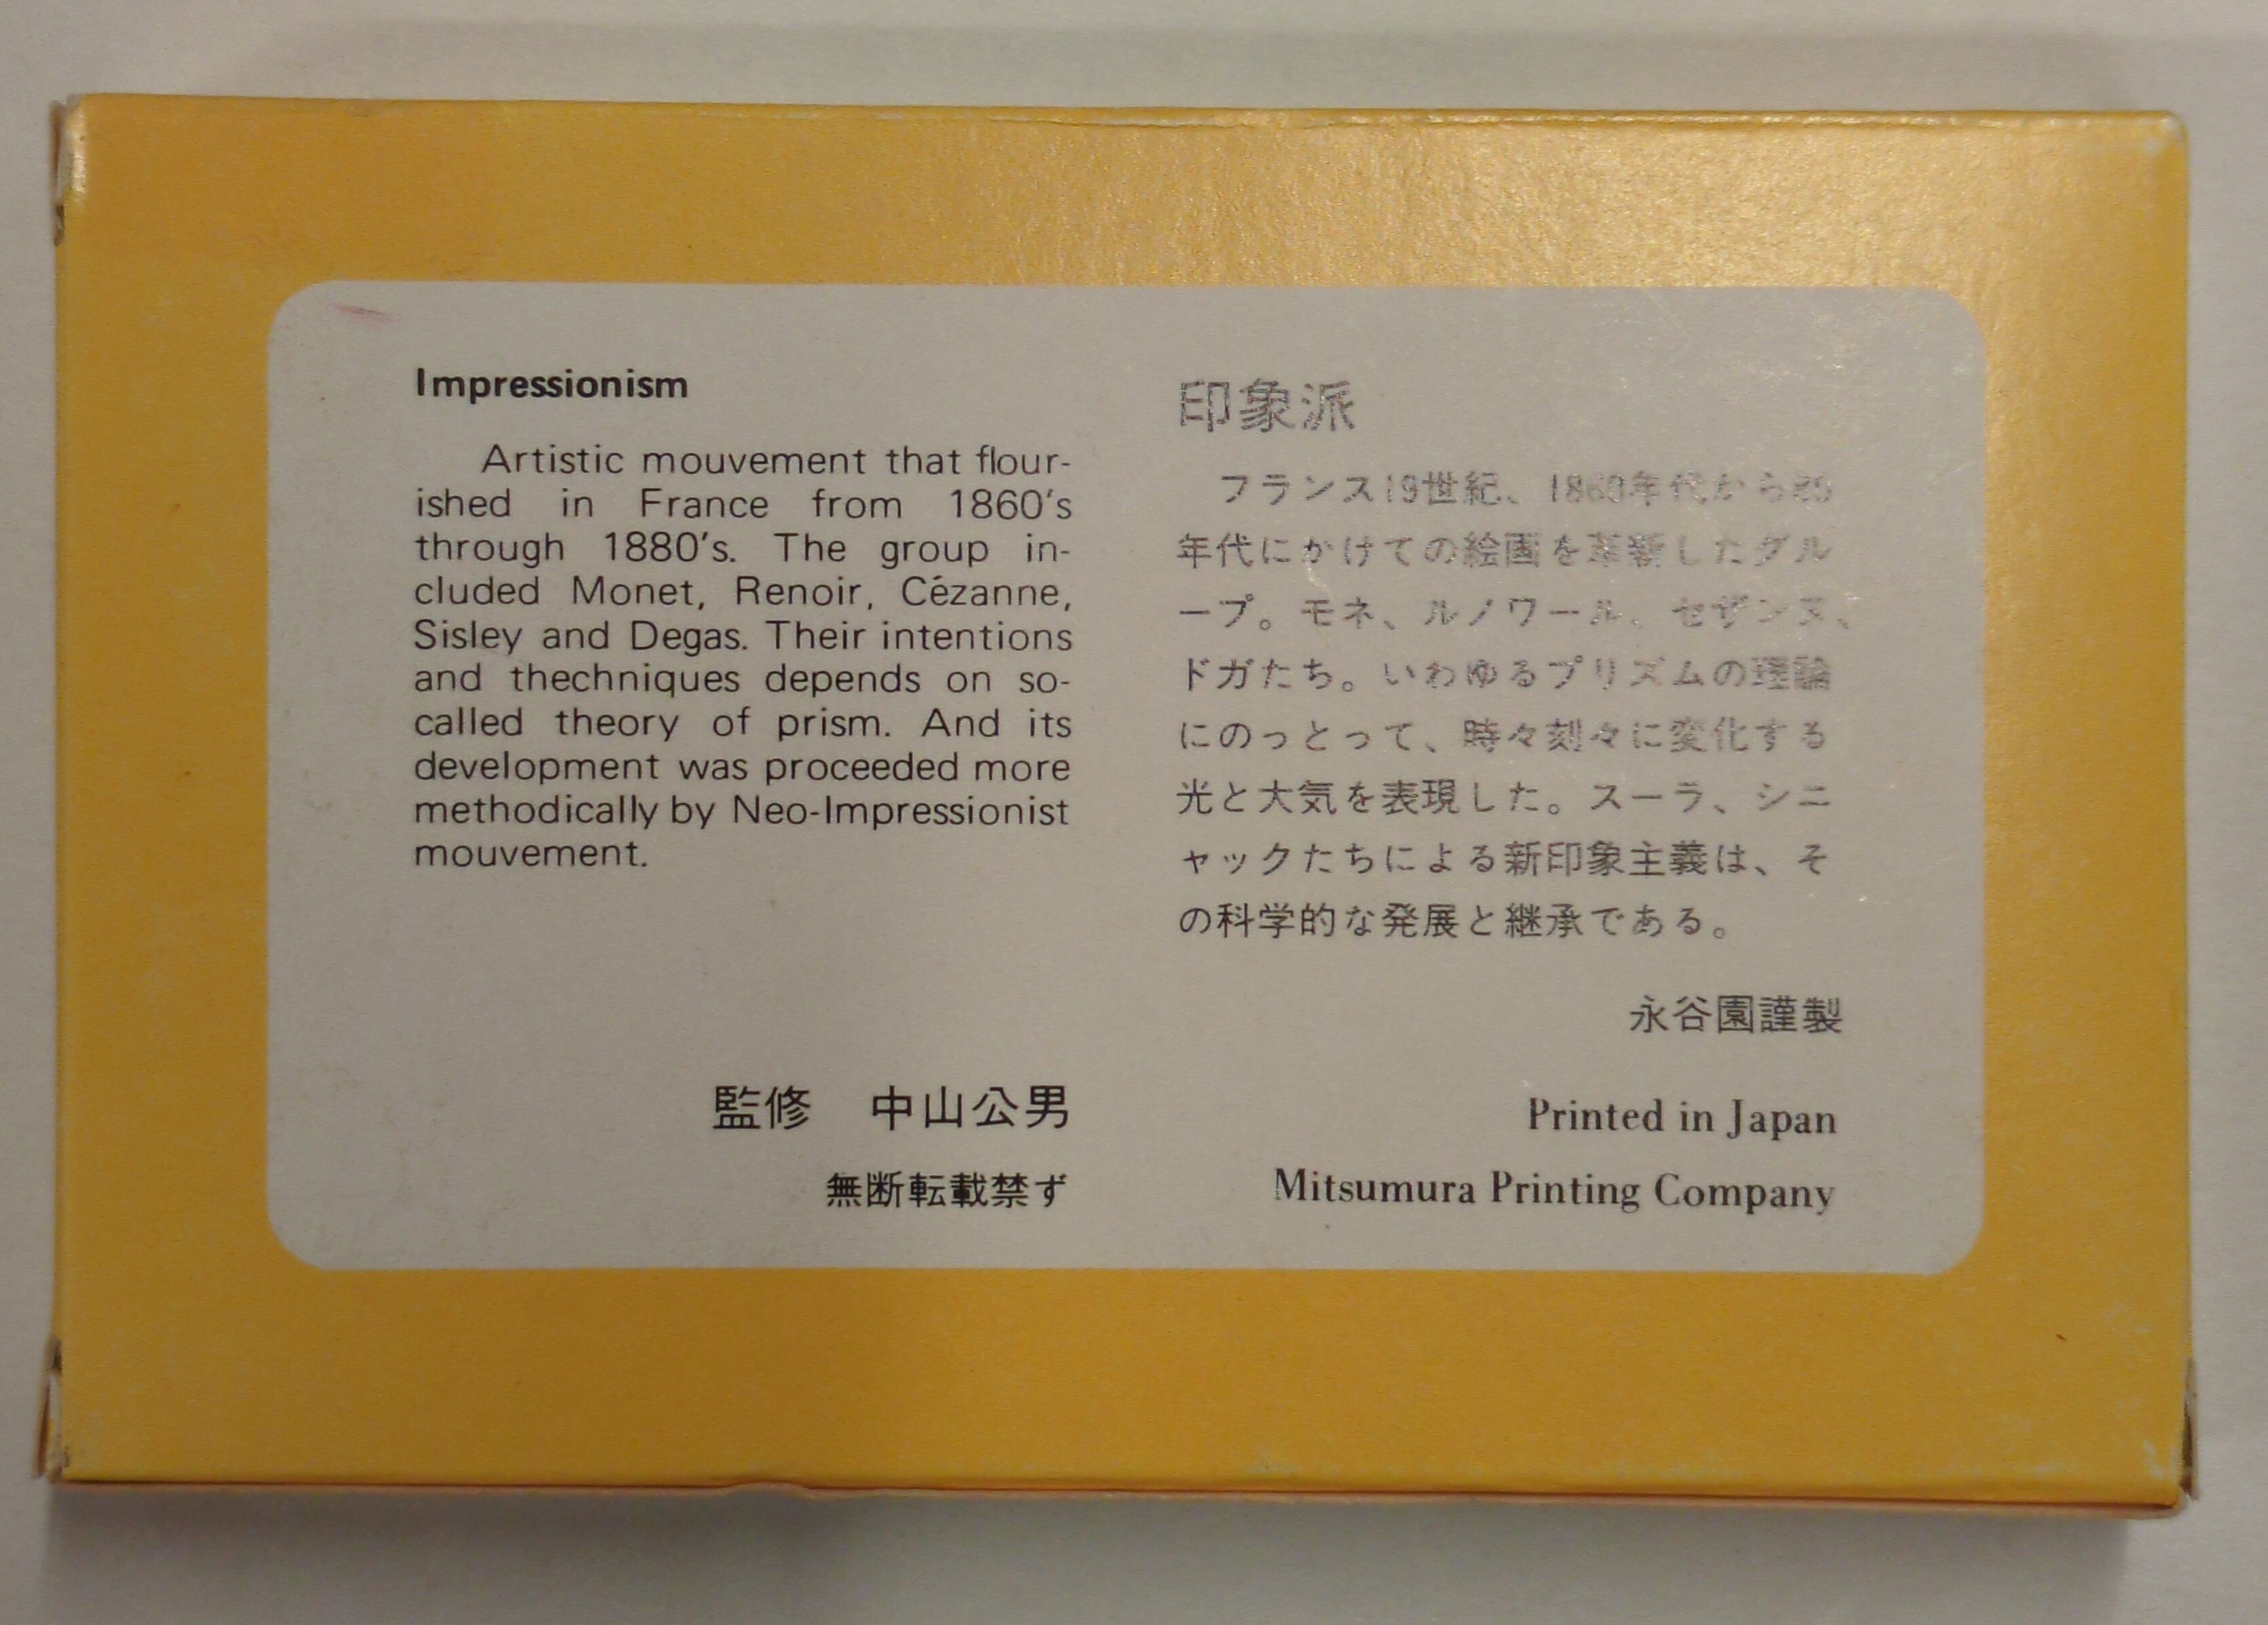 Impressionism
Artistic mouvement that flour-
ished in France from 1860's
through 1880's. The group in-
cluded Monet, Renoir, Cézanne,
Sisley and Degas. Their intentions
and thechniques depends on so-
called theory of prism. And its
development was proceeded more
methodically by Neo-Impressionist
mouvement.
監修　中山公男
無断転載禁ず
印象派
フランス19世紀、1860年代から80
年代にかけての絵画を革新したグル
ープ。モネ、ルノワール、セザンヌ、
ドガたち。いわゆるプリズムの理論
にのっとって、時々刻々に変化する
光と大気を表現した。スーラ、シニ
ャックたちによる新印象主義は、そ
の科学的な発展と継承である。
永谷園謹製
Printed in Japan
Mitsumura Printing Company